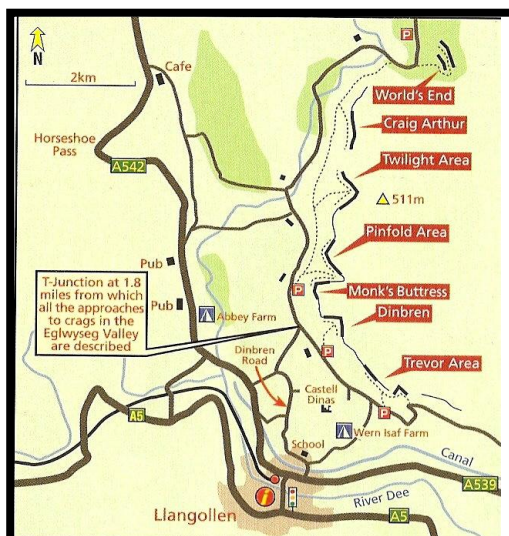 N
2km
Cafe
P
World's End
Craig Arthur
Horseshoe
Pass
A542
Twilight Area
511m
Pinfold Area
Pub
T-Junction at 1.8
miles from which
all the approaches
to crags in the
Eglwyseg Valley
are described
Pub
P
Monk's Buttress
Abbey Farm
Dinbren
Dinbren
Road
P
Trevor Area
Castell
Dinas
A5
P
Wern Isaf Farm
School
Canal
A539
i
River Dee
Llangollen
A5